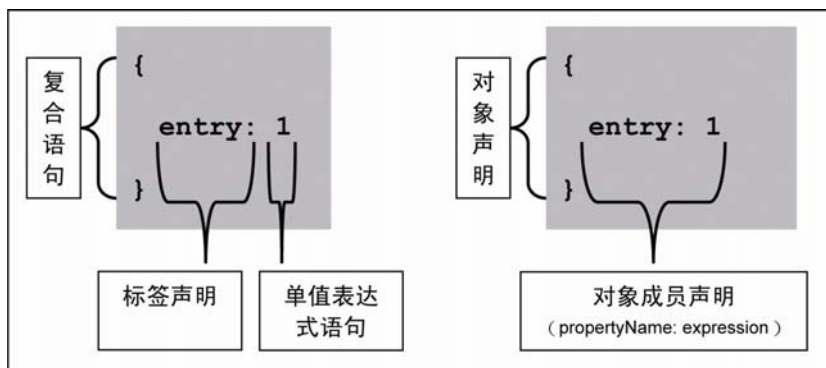 复合语句
{
entry: 1
}
标签声明
单值表达
式语句
对象声明
{
entry: 1
}
对象成员声明
（propertyName: expression）